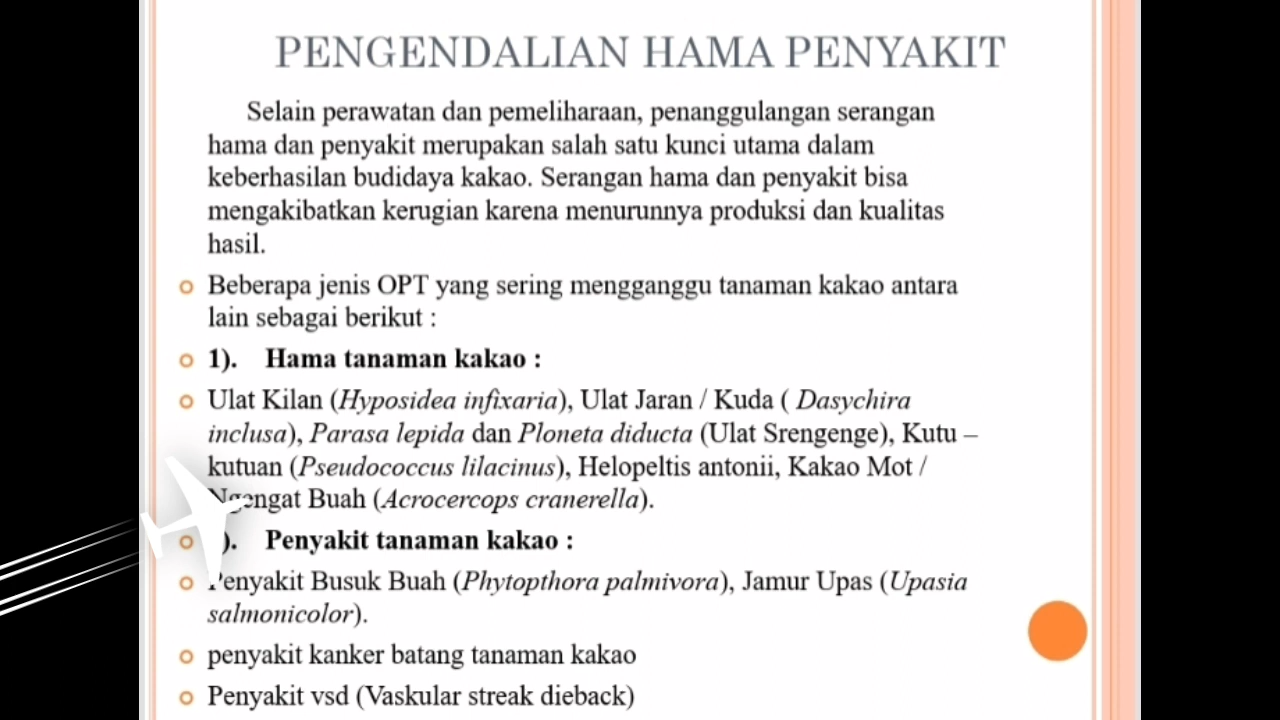 PENGENDALIAN HAMA PENYAKIT
Selain perawatan dan pemeliharaan, penanggulangan serangan
hama dan penyakit merupakan salah satu kunci utama dalam
keberhasilan budidaya kakao. Serangan hama dan penyakit bisa
mengakibatkan kerugian karena menurunnya produksi dan kualitas
hasil.
Beberapa jenis OPT yang sering mengganggu tanaman kakao antara
lain sebagai berikut :
1). Hama tanaman kakao :
Ulat Kilan (Hyposidea infixaria), Ulat Jaran / Kuda ( Dasychira
inclusa), Parasa lepida dan Ploneta diducta (Ulat Srengenge), Kutu –
kutuan (Pseudococcus lilacinus), Helopeltis antonii, Kakao Mot /
Ngengat Buah (Acrocercops cranerella).
). Penyakit tanaman kakao :
Penyakit Busuk Buah (Phytopthora palmivora), Jamur Upas (Upasia
salmonicolor).
penyakit kanker batang tanaman kakao
Penyakit vsd (Vaskular streak dieback)